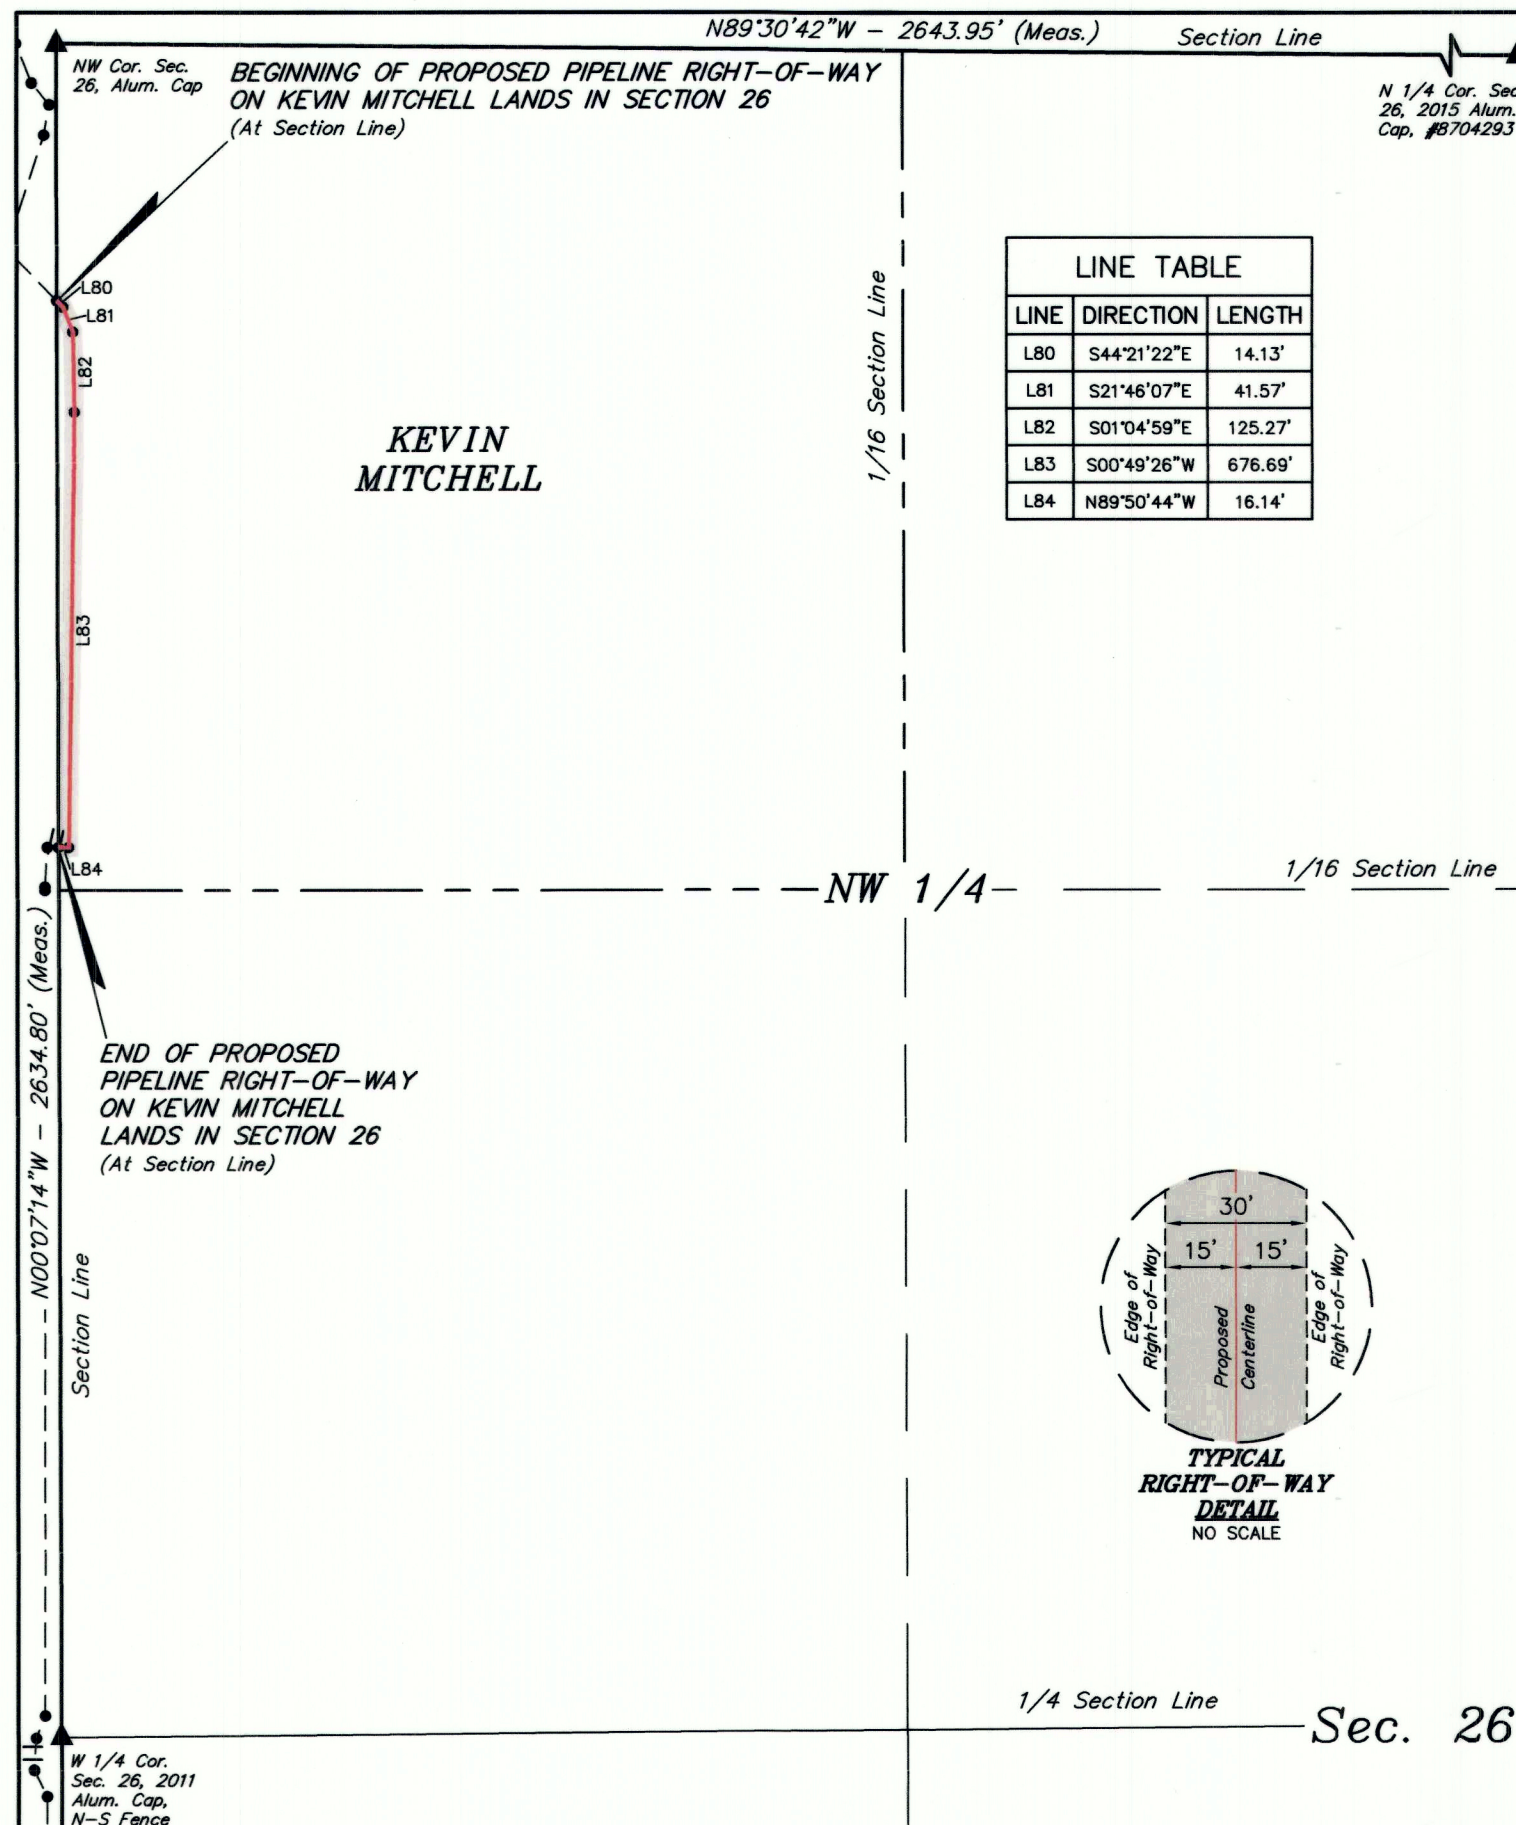 N89°30'42"W - 2643.95' (Meas.)
Section Line
NW Cor. Sec.
26, Alum. Cap
BEGINNING OF PROPOSED PIPELINE RIGHT-OF-WAY
ON KEVIN MITCHELL LANDS IN SECTION 26
(At Section Line)
N 1/4 Cor. Sec
26, 2015 Alum.
Cap, #8704293
L80
L81
L82
L83
L84
KEVIN
MITCHELL
1/16 Section Line
LINE TABLE
LINE DIRECTION LENGTH
L80 S44°21'22"E 14.13'
L81 S21°46'07"E 41.57'
L82 S01°04'59"E 125.27'
L83 S00°49'26"W 676.69'
L84 N89°50'44"W 16.14'
NW 1/4
1/16 Section Line
N00°07'14"W - 2634.80' (Meas.)
Section Line
END OF PROPOSED
PIPELINE RIGHT-OF-WAY
ON KEVIN MITCHELL
LANDS IN SECTION 26
(At Section Line)
30'
15' 15'
Edge of
Right-of-Way
Proposed
Centerline
Edge of
Right-of-Way
TYPICAL
RIGHT-OF-WAY
DETAIL
NO SCALE
1/4 Section Line
Sec. 26
W 1/4 Cor.
Sec. 26, 2011
Alum. Cap,
N-S Fence